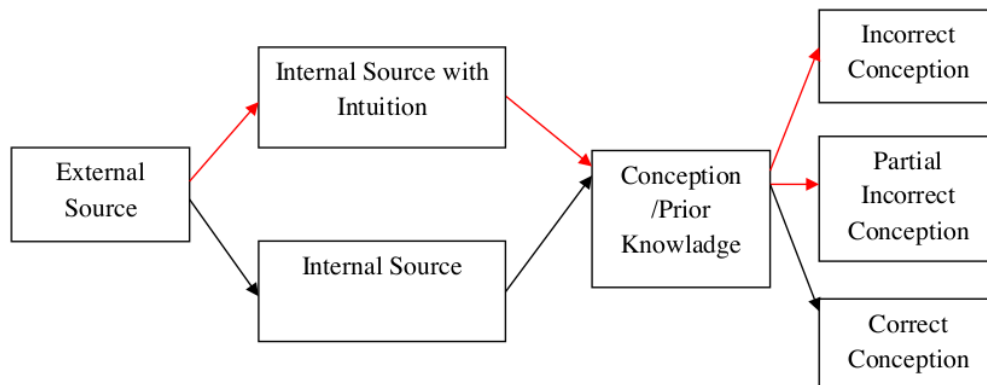 External
Source
Internal Source with
Intuition
Internal Source
Conception
/Prior
Knowladge
Incorrect
Conception
Partial
Incorrect
Conception
Correct
Conception